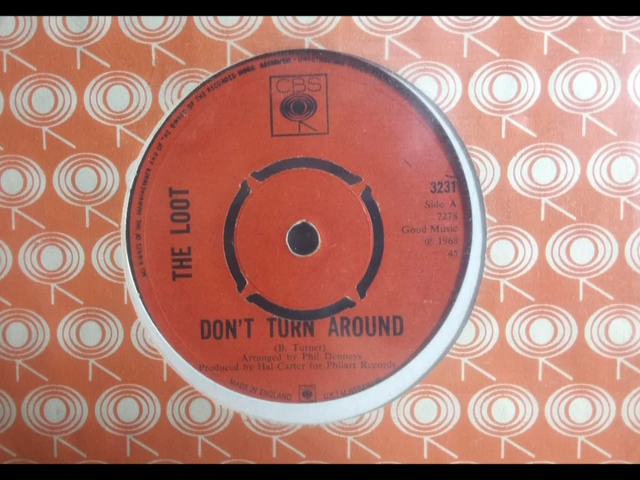 CBS
THE LOOT
3231
Side A
7278
Good Music
℗ 1968
45
DON'T TURN AROUND
(B. Turner)
Arranged by Phil Dennys
Produced by Hal Carter for Philart Records
MADE IN ENGLAND